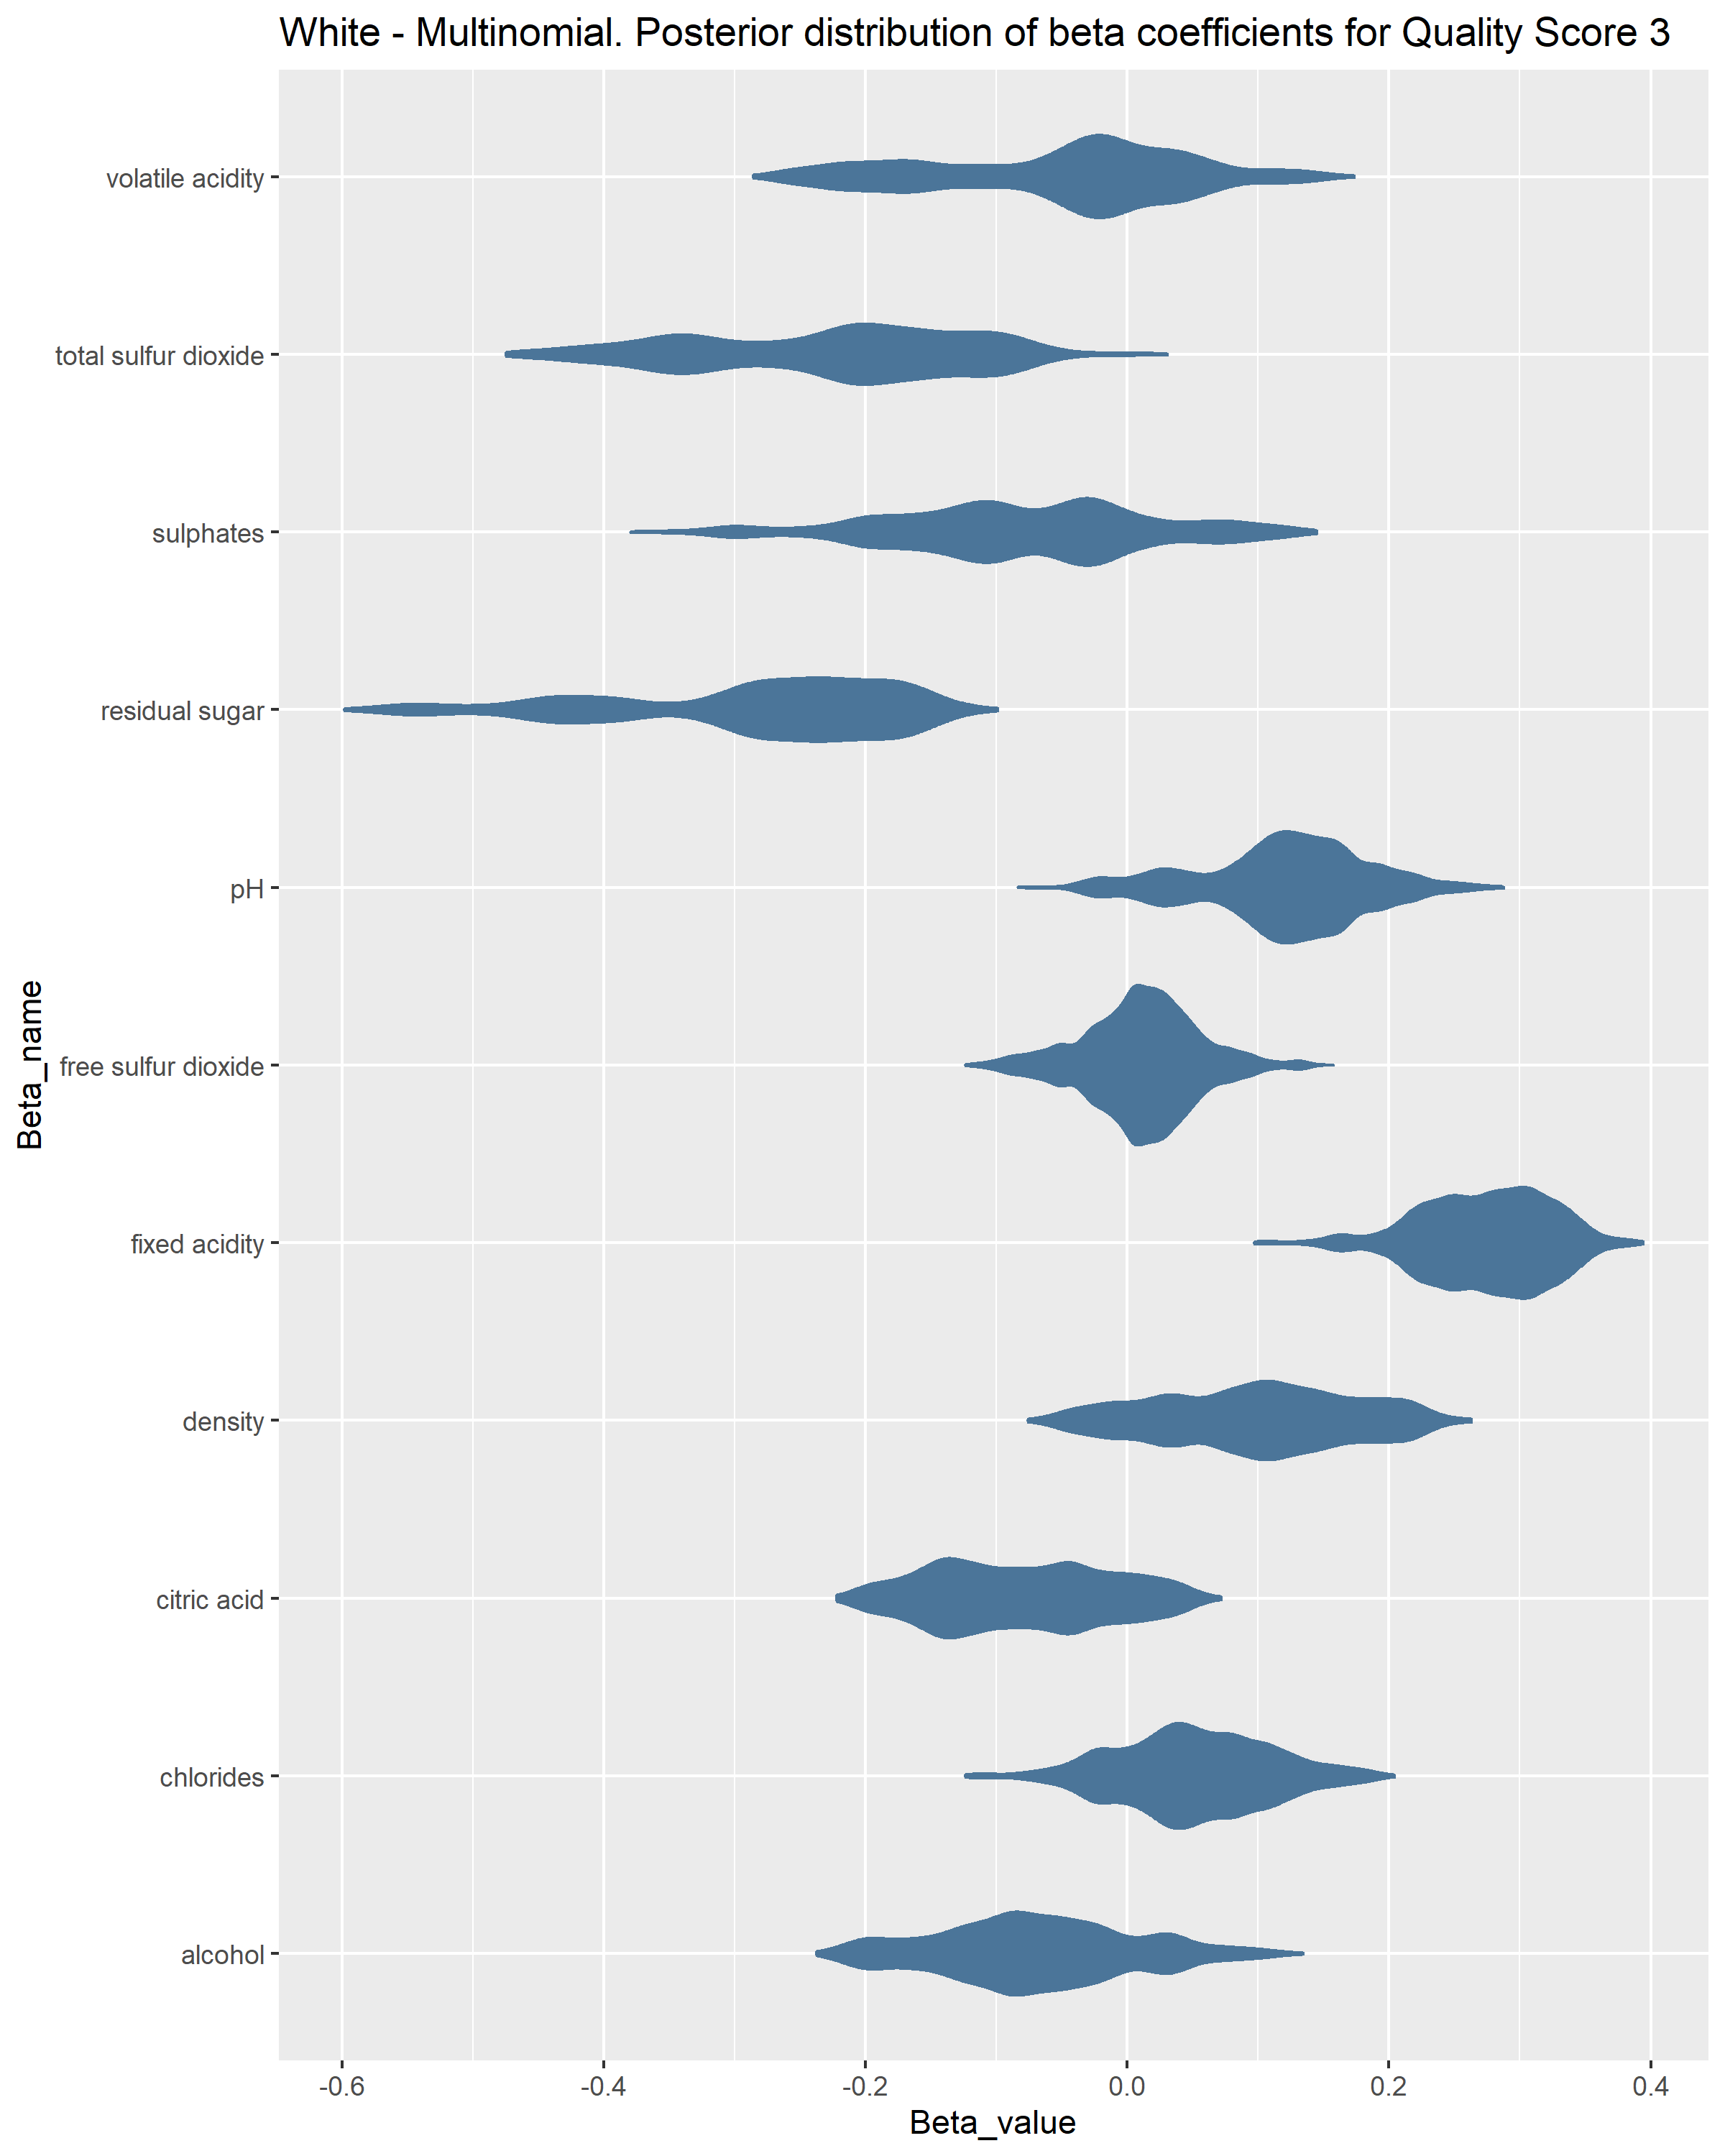 White - Multinomial. Posterior distribution of beta coefficients for Quality Score 3
volatile acidity
total sulfur dioxide
sulphates
residual sugar
pH
free sulfur dioxide
fixed acidity
density
citric acid
chlorides
alcohol
Beta_name
-0.6 -0.4 -0.2 0.0 0.2 0.4
Beta_value